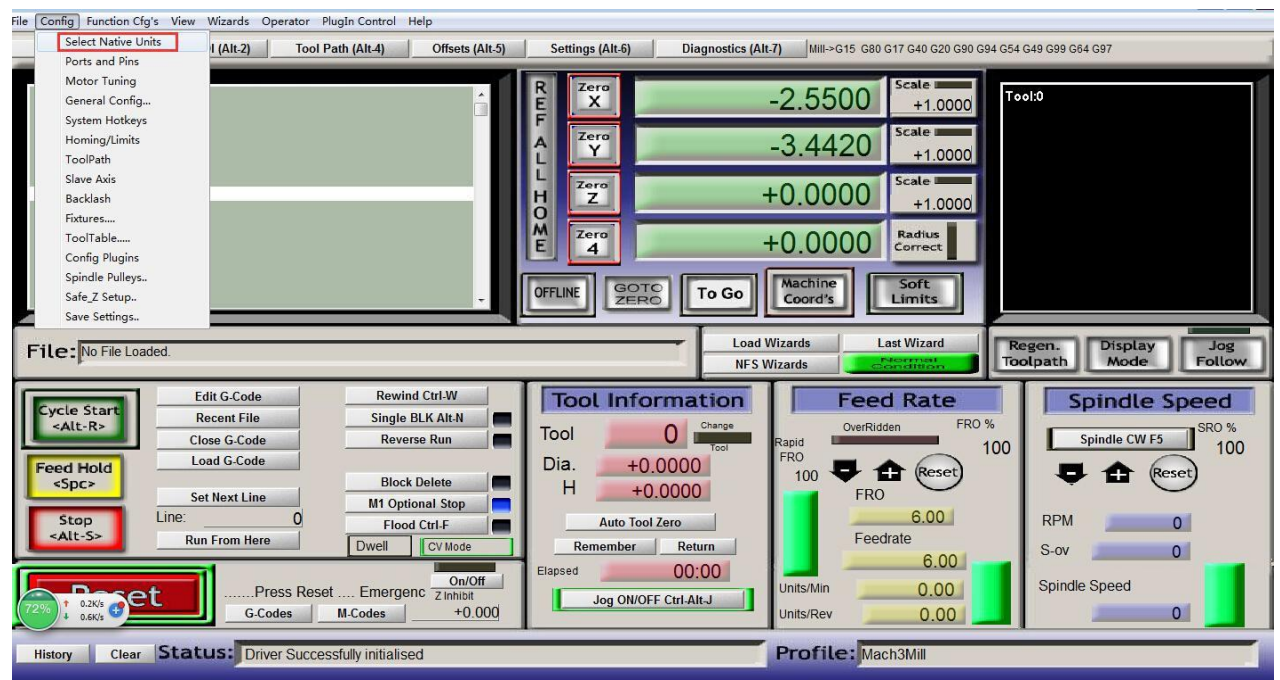 File Config Function Cfg's View Wizards Operator PlugIn Control Help
Select Native Units
Ports and Pins
Motor Tuning
General Config...
System Hotkeys
Homing/Limits
ToolPath
Slave Axis
Backlash
Fixtures....
ToolTable.....
Config Plugins
Spindle Pulleys..
Safe_Z Setup..
Save Settings..
(Alt-2) Tool Path (Alt-4) Offsets (Alt-5) Settings (Alt-6) Diagnostics (Alt-7) Mill->G15 G80 G17 G40 G20 G90 G94 G54 G49 G99 G64 G97
REF ALL HOME
Zero X -2.5500 Scale +1.0000
Zero Y -3.4420 Scale +1.0000
Zero Z +0.0000 Scale +1.0000
Zero 4 +0.0000 Radius Correct
OFFLINE GOTO ZERO To Go Machine Coord's Soft Limits
Tool:0
File: No File Loaded.
Load Wizards Last Wizard
NFS Wizards Normal Condition
Regen. Toolpath Display Mode Jog Follow
Cycle Start <Alt-R>
Feed Hold <Spc>
Stop <Alt-S>
Edit G-Code
Recent File
Close G-Code
Load G-Code
Set Next Line
Line: 0
Run From Here
Rewind Ctrl-W
Single BLK Alt-N
Reverse Run
Block Delete
M1 Optional Stop
Flood Ctrl-F
Dwell CV Mode
Reset
72% 0.2K/s
0.6K/s
.......Press Reset .... Emergenc
G-Codes M-Codes
On/Off
Z Inhibit
+0.000
Tool Information
Tool 0 Change Tool
Dia. +0.0000
H +0.0000
Auto Tool Zero
Remember Return
Elapsed 00:00
Jog ON/OFF Ctrl-Alt-J
Feed Rate
OverRidden FRO %
100
Rapid FRO
100
Reset
FRO
6.00
Feedrate
6.00
Units/Min 0.00
Units/Rev 0.00
Spindle Speed
Spindle CW F5 SRO %
100
Reset
RPM 0
S-ov 0
Spindle Speed
0
History Clear Status: Driver Successfully initialised Profile: Mach3Mill